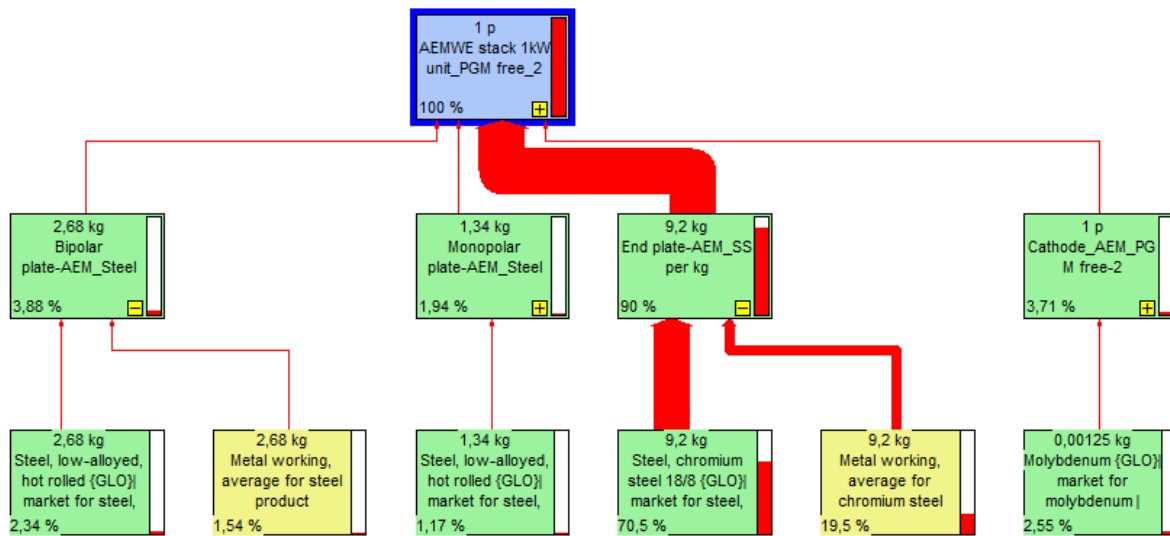 1 p
AEMWE stack 1kW
unit_PGM free_2
100 %
2,68 kg
Bipolar
plate-AEM_Steel
3,88 %
1,34 kg
Monopolar
plate-AEM_Steel
1,94 %
9,2 kg
End plate-AEM_SS
per kg
90 %
1 p
Cathode_AEM_PG
M free-2
3,71 %
2,68 kg
Steel, low-alloyed,
hot rolled {GLO}|
market for steel,
2,34 %
2,68 kg
Metal working,
average for steel
product
1,54 %
1,34 kg
Steel, low-alloyed,
hot rolled {GLO}|
market for steel,
1,17 %
9,2 kg
Steel, chromium
steel 18/8 {GLO}|
market for steel,
70,5 %
9,2 kg
Metal working,
average for
chromium steel
19,5 %
0,00125 kg
Molybdenum {GLO}|
market for
molybdenum |
2,55 %